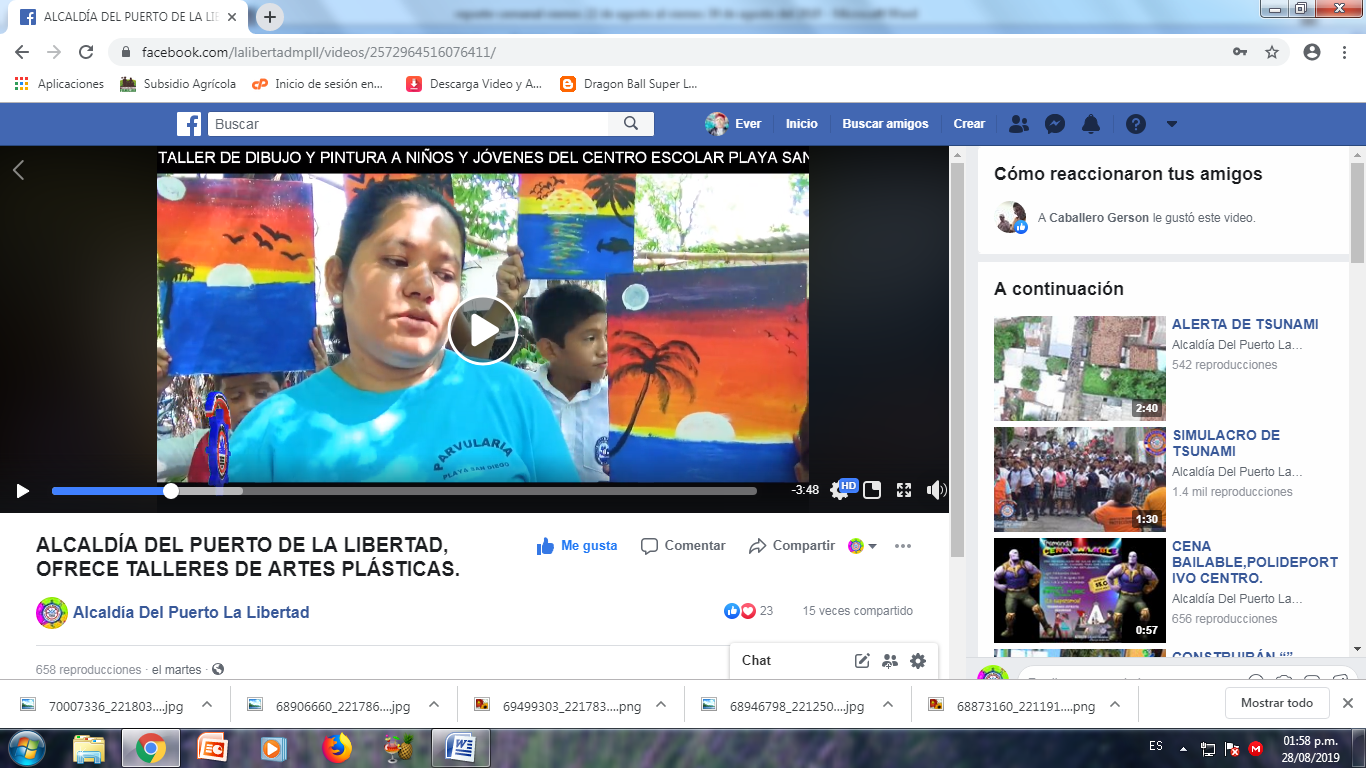 ALCALDÍA DEL PUERTO DE LA LIE
facebook.com/lalibertadmpll/videos/2572964516076411/
Aplicaciones
Subsidio Agrícola
Inicio de sesión en...
Descarga Video y A...
Dragon Ball Super L...
Buscar
Ever
Inicio
Buscar amigos
Crear
TALLER DE DIBUJO Y PINTURA A NIÑOS Y JÓVENES DEL CENTRO ESCOLAR PLAYA SAN
PARVULARIA
PLAYA SAN DIEGO
-3:48
HD
ALCALDÍA DEL PUERTO DE LA LIBERTAD,
OFRECE TALLERES DE ARTES PLÁSTICAS.
Me gusta
Comentar
Compartir
Alcaldía Del Puerto La Libertad
23
15 veces compartido
658 reproducciones · el martes ·
Cómo reaccionaron tus amigos
A Caballero Gerson le gustó este video.
A continuación
ALERTA DE TSUNAMI
Alcaldía Del Puerto La...
542 reproducciones
2:40
SIMULACRO DE
TSUNAMI
Alcaldía Del Puerto La...
1.4 mil reproducciones
1:30
CENA
BAILABLE,POLIDEPORT
IVO CENTRO.
Alcaldía Del Puerto La...
656 reproducciones
0:57
CONSTRUIRÁN “”
Chat
70007336_221803....jpg
68906660_221786....jpg
69499303_221783....png
68946798_221250....jpg
68873160_221191....png
Mostrar todo
ES
01:58 p.m.
28/08/2019